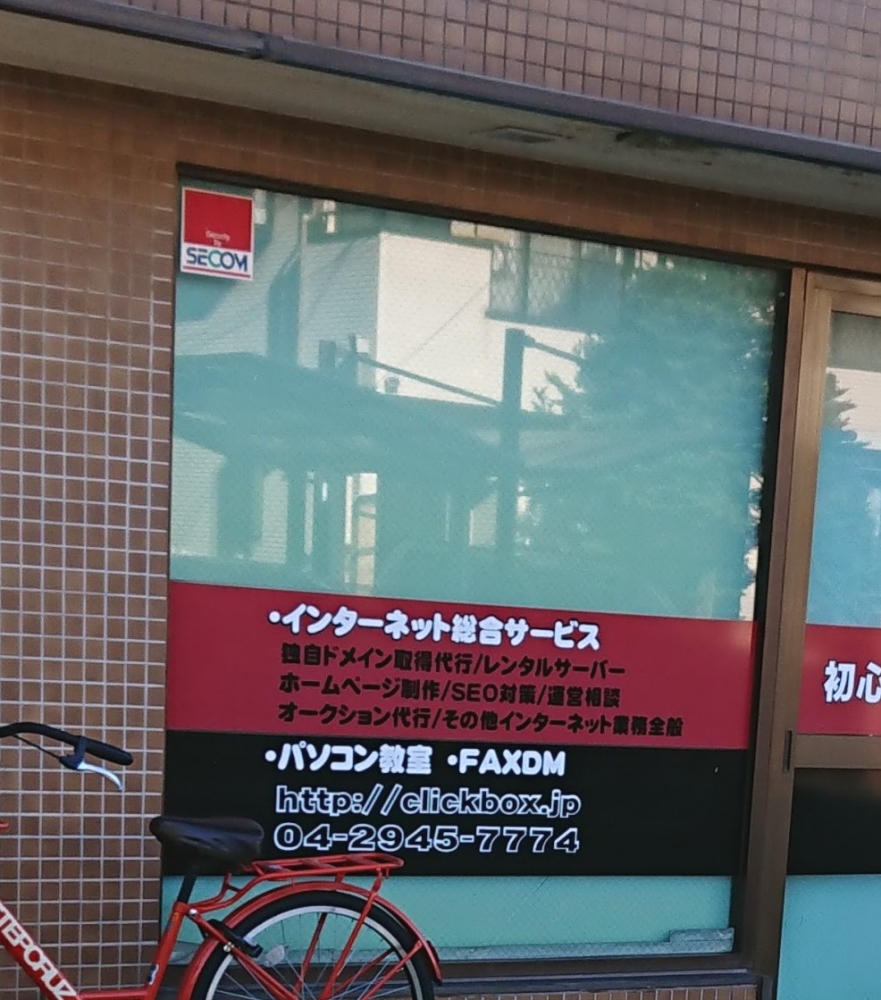 Security
by
SECOM
・インターネット総合サービス
独自ドメイン取得代行/レンタルサーバー
ホームページ制作/SEO対策/運営相談
オークション代行/その他インターネット業務全般
・パソコン教室 ・FAXDM
http://clickbox.jp
04-2945-7774
初心